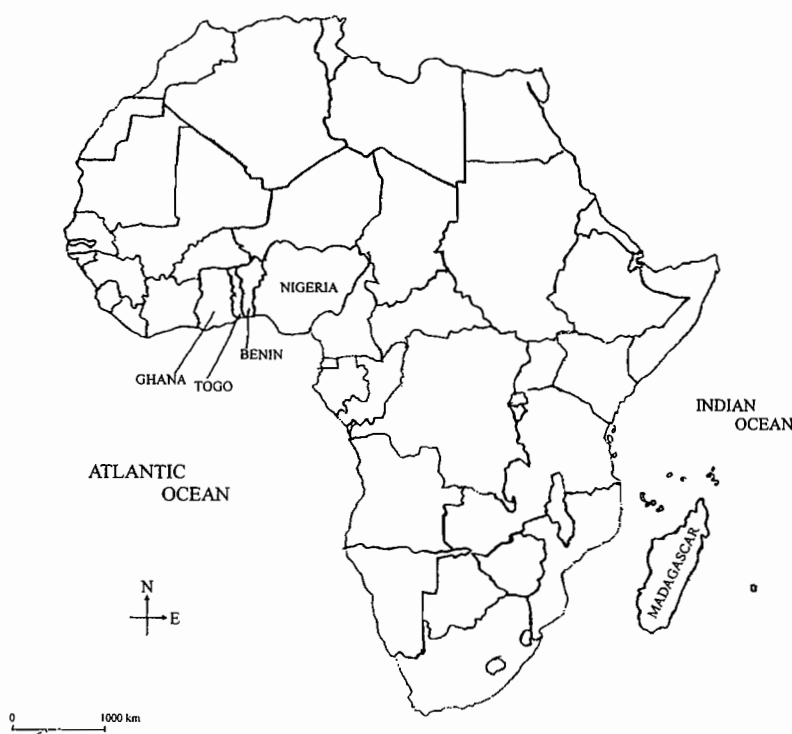 NIGERIA
BENIN
GHANA
TOGO
INDIAN
OCEAN
ATLANTIC
OCEAN
MADAGASCAR
N
E
0 1000 km